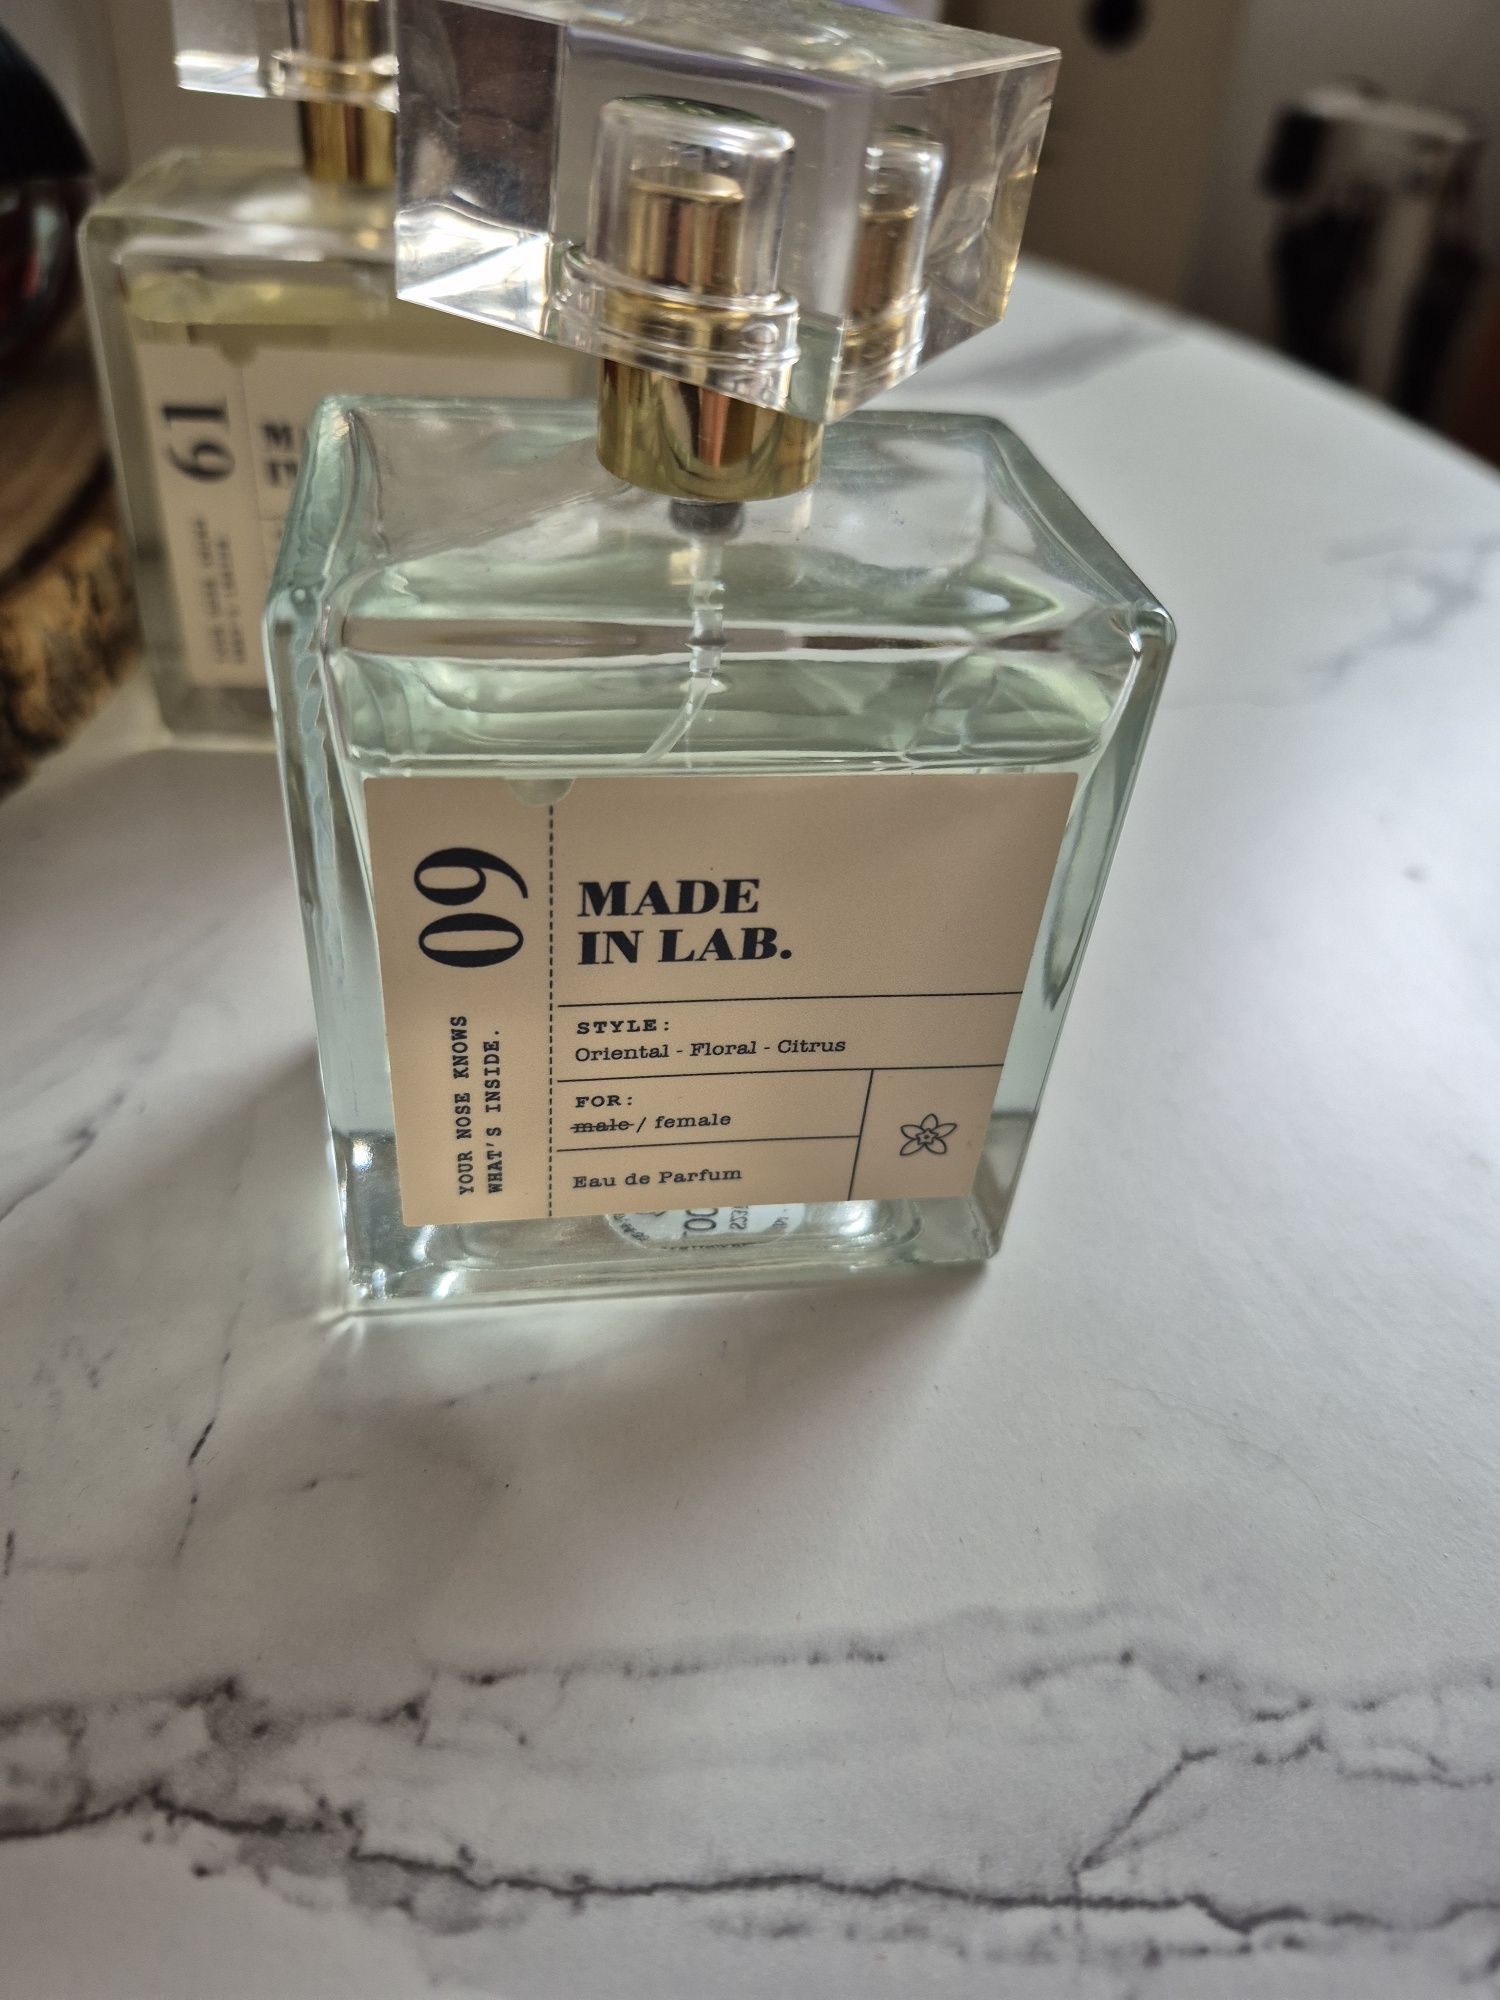 09
YOUR NOSE KNOWS
WHAT'S INSIDE.
MADE
IN LAB.
STYLE:
Oriental - Floral - Citrus
FOR:
male / female
Eau de Parfum
61